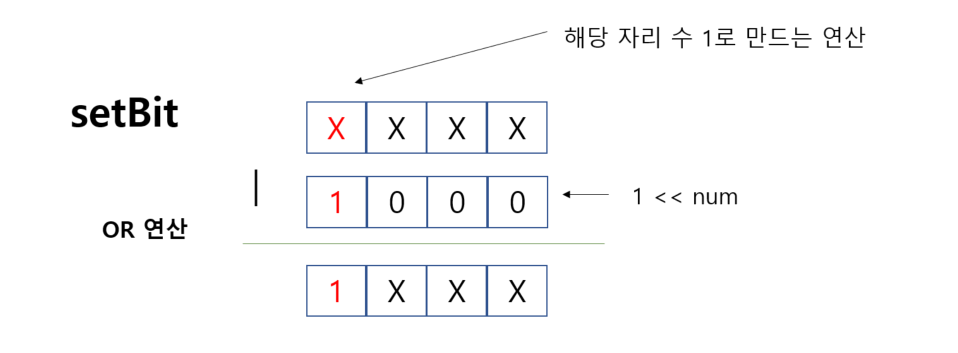 해당 자리 수 1로 만드는 연산
setBit
X X X X
|
1 0 0 0
1 << num
OR 연산
1 X X X